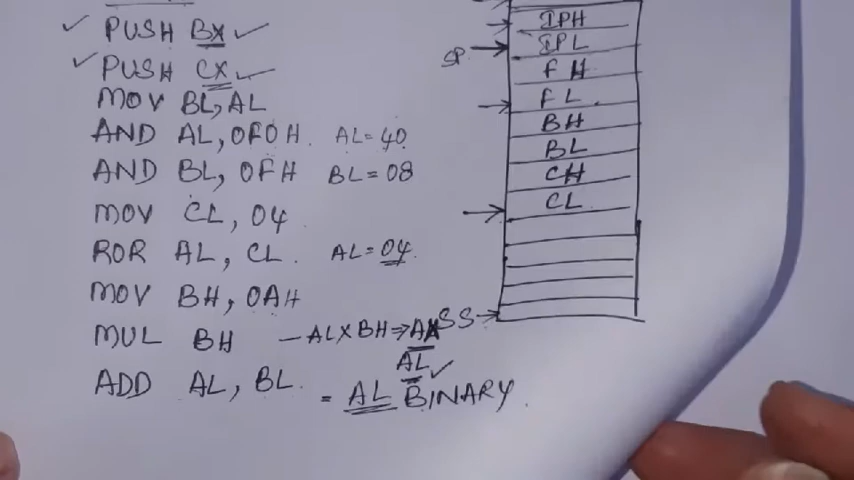 PUSH BX
PUSH CX
MOV BL, AL
AND AL, 0F0H. AL=40
AND BL, 0FH BL=08
MOV CL, 04
ROR AL, CL. AL=04
MOV BH, 0AH
MUL BH — AL×BH⇒AX
AL
ADD AL, BL. = AL BINARY.
IPH
SP IPL
FH
FL
BH
BL
CH
CL
SS